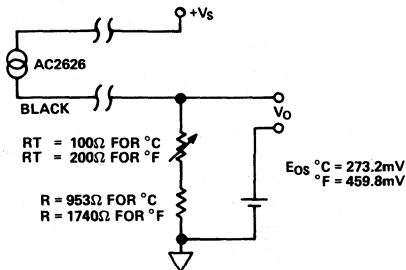 +VS
AC2626
BLACK
VO
RT = 100Ω FOR °C
RT = 200Ω FOR °F
EOS °C = 273.2mV
°F = 459.8mV
R = 953Ω FOR °C
R = 1740Ω FOR °F